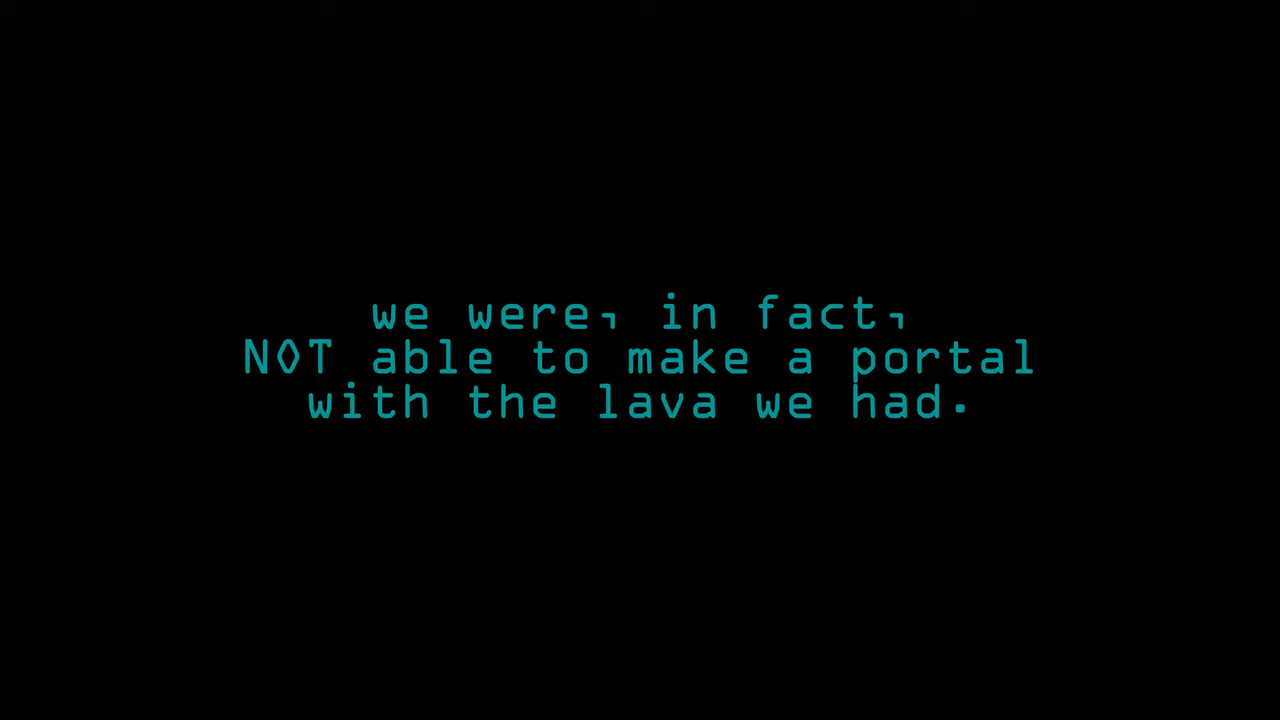 we were, in fact,
NOT able to make a portal
with the lava we had.